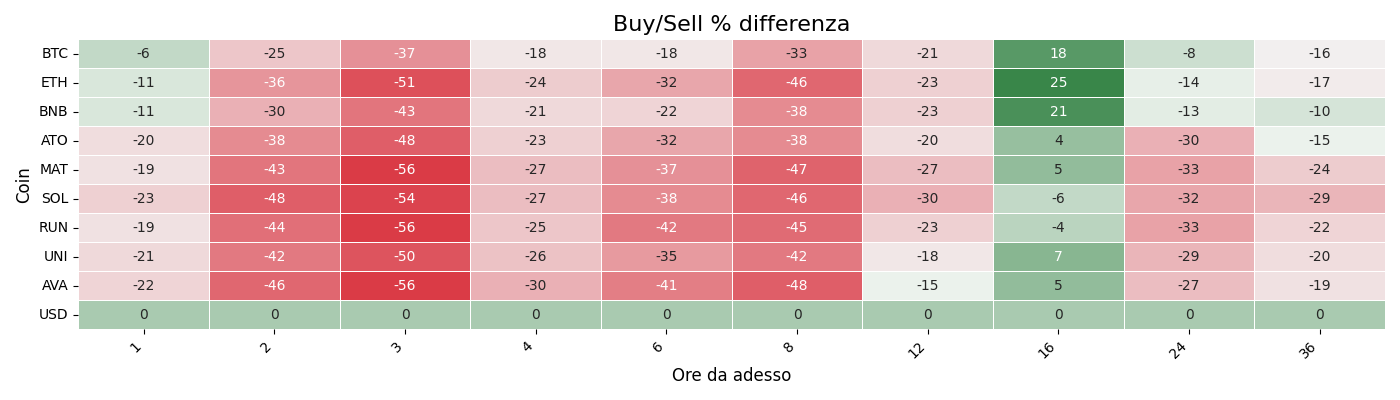 Buy/Sell % differenza
Coin
BTC -6 -25 -37 -18 -18 -33 -21 18 -8 -16
ETH -11 -36 -51 -24 -32 -46 -23 25 -14 -17
BNB -11 -30 -43 -21 -22 -38 -23 21 -13 -10
ATO -20 -38 -48 -23 -32 -38 -20 4 -30 -15
MAT -19 -43 -56 -27 -37 -47 -27 5 -33 -24
SOL -23 -48 -54 -27 -38 -46 -30 -6 -32 -29
RUN -19 -44 -56 -25 -42 -45 -23 -4 -33 -22
UNI -21 -42 -50 -26 -35 -42 -18 7 -29 -20
AVA -22 -46 -56 -30 -41 -48 -15 5 -27 -19
USD 0 0 0 0 0 0 0 0 0 0
1 2 3 4 6 8 12 16 24 36
Ore da adesso